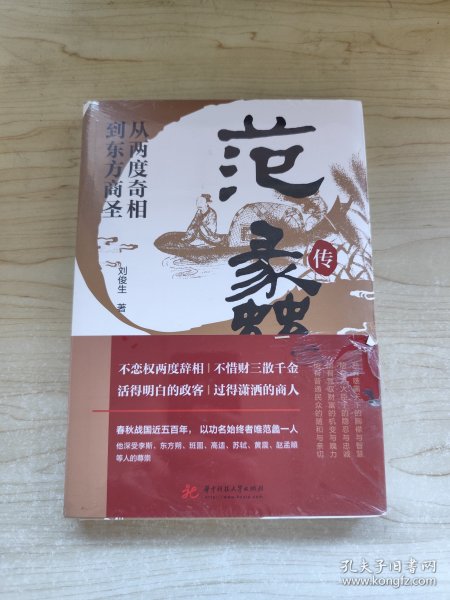 范蠡
传
从两度奇相
到东方商圣
刘俊生 著
不恋权两度辞相|不惜财三散千金
活得明白的政客|过得潇洒的商人
春秋战国近五百年，以功名始终者唯范蠡一人
他深受李斯、东方朔、班固、高适、苏轼、黄震、赵孟頫
等人的尊崇
华中科技大学出版社
孔夫子旧书网
www.kongfz.com